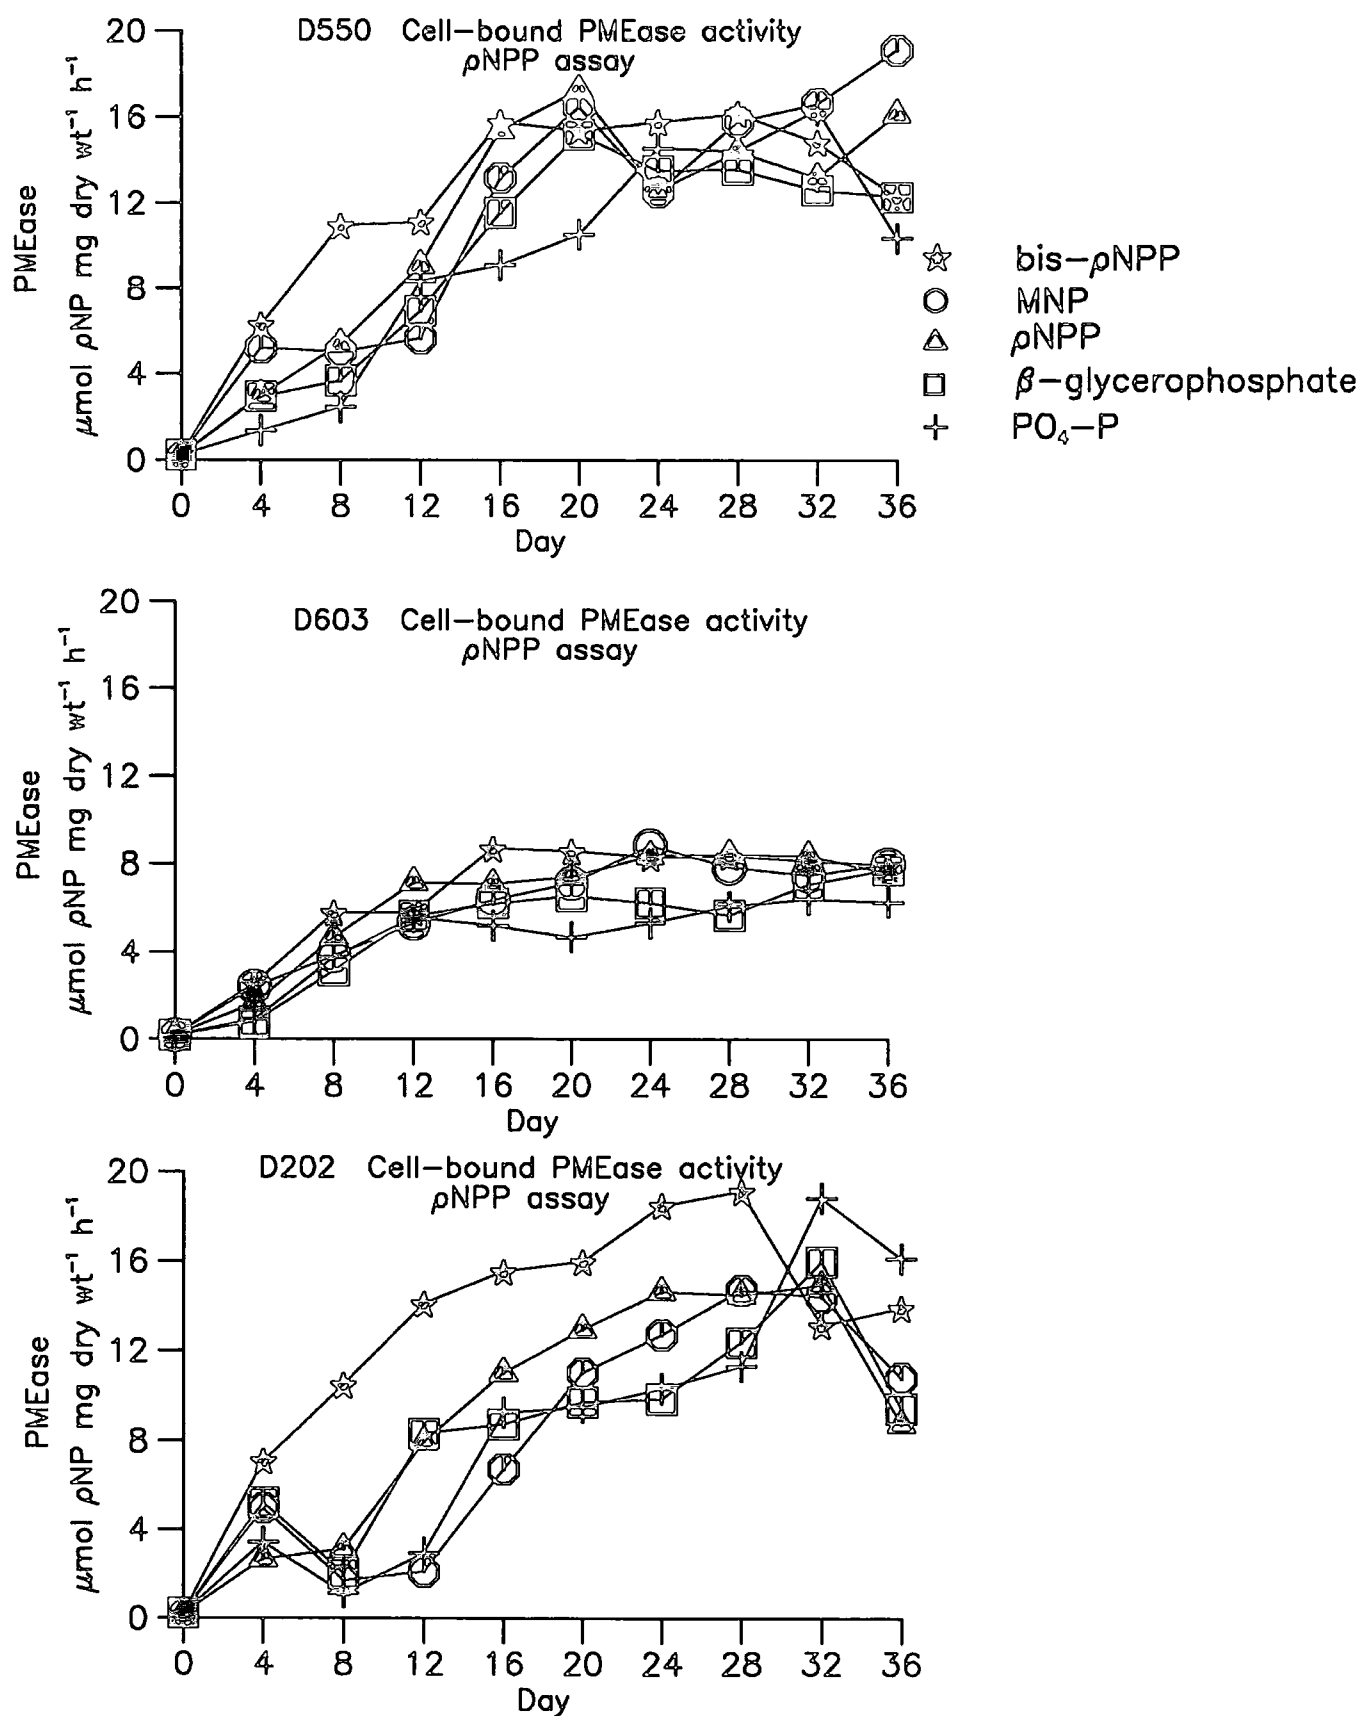 D550 Cell-bound PMEase activity
ρNPP assay
PMEase
μmol ρNP mg dry wt⁻¹ h⁻¹
20
16
12
8
4
0
0 4 8 12 16 20 24 28 32 36
Day
bis-ρNPP
MNP
ρNPP
β-glycerophosphate
PO₄-P
D603 Cell-bound PMEase activity
ρNPP assay
PMEase
μmol ρNP mg dry wt⁻¹ h⁻¹
20
16
12
8
4
0
0 4 8 12 16 20 24 28 32 36
Day
D202 Cell-bound PMEase activity
ρNPP assay
PMEase
μmol ρNP mg dry wt⁻¹ h⁻¹
20
16
12
8
4
0
0 4 8 12 16 20 24 28 32 36
Day